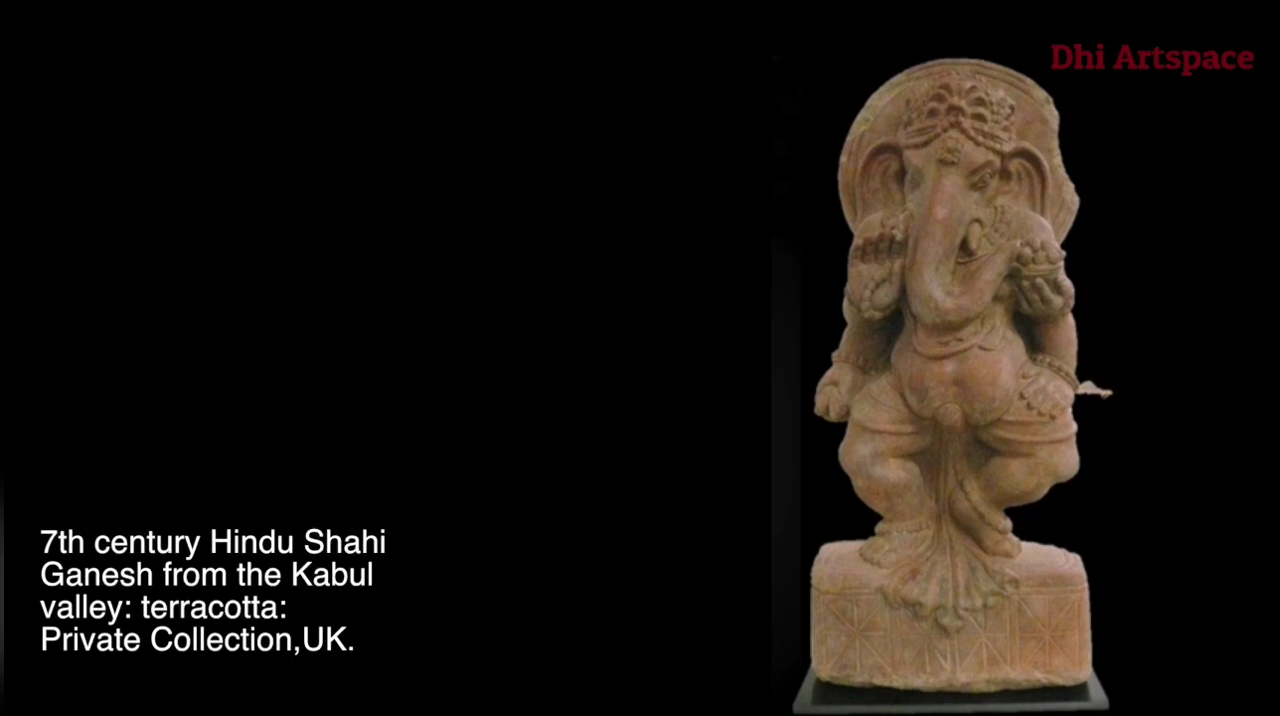 Dhi Artspace
7th century Hindu Shahi
Ganesh from the Kabul
valley: terracotta:
Private Collection,UK.